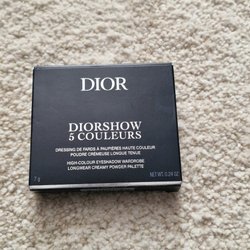 DIOR
DIORSHOW
5 COULEURS
DRESSING DE FARDS À PAUPIÈRES HAUTE COULEUR
POUDRE CRÉMEUSE LONGUE TENUE
HIGH-COLOUR EYESHADOW WARDROBE
LONGWEAR CREAMY POWDER PALETTE
7 g
NET WT. 0.24 OZ